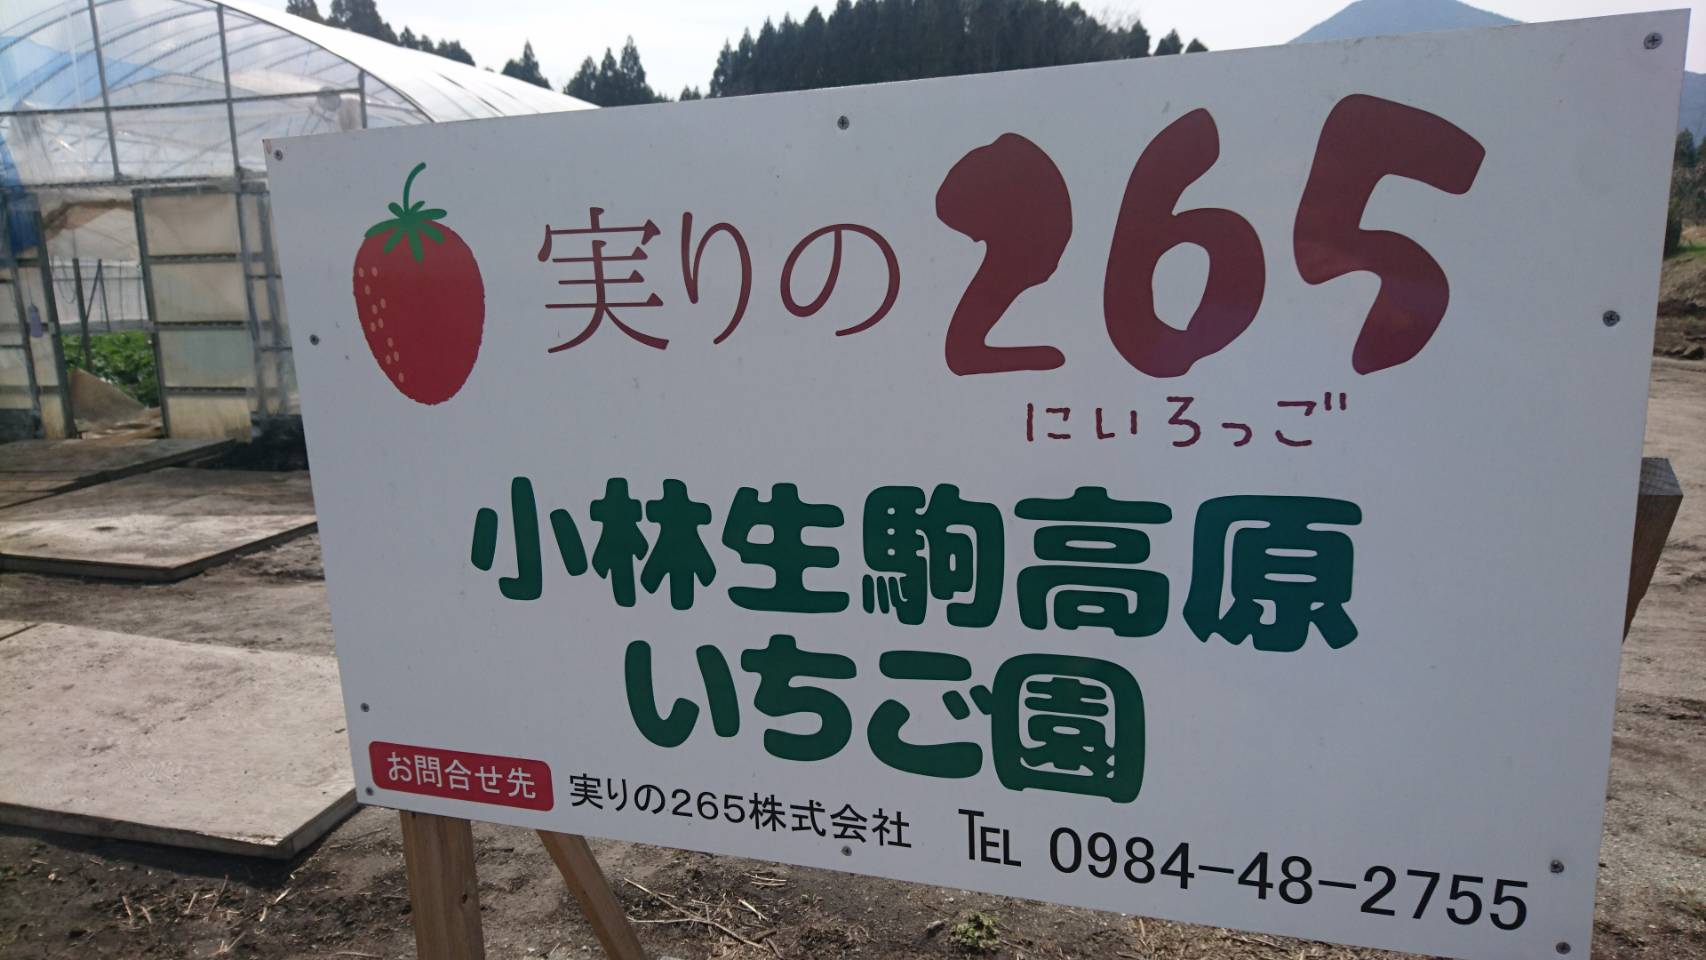 実りの265
にいろっご
小林生駒高原
いちご園
お問合せ先 実りの265株式会社 TEL 0984-48-2755